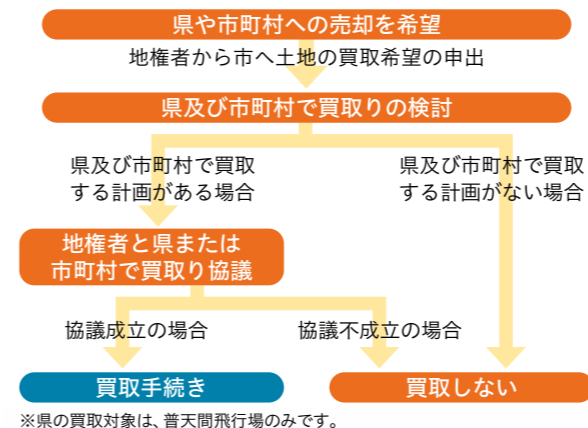 県や市町村への売却を希望
地権者から市へ土地の買取希望の申出
県及び市町村で買取りの検討
県及び市町村で買取
する計画がある場合
県及び市町村で買取
する計画がない場合
地権者と県または
市町村で買取り協議
協議成立の場合
協議不成立の場合
買取手続き
買取しない
※県の買取対象は、普天間飛行場のみです。